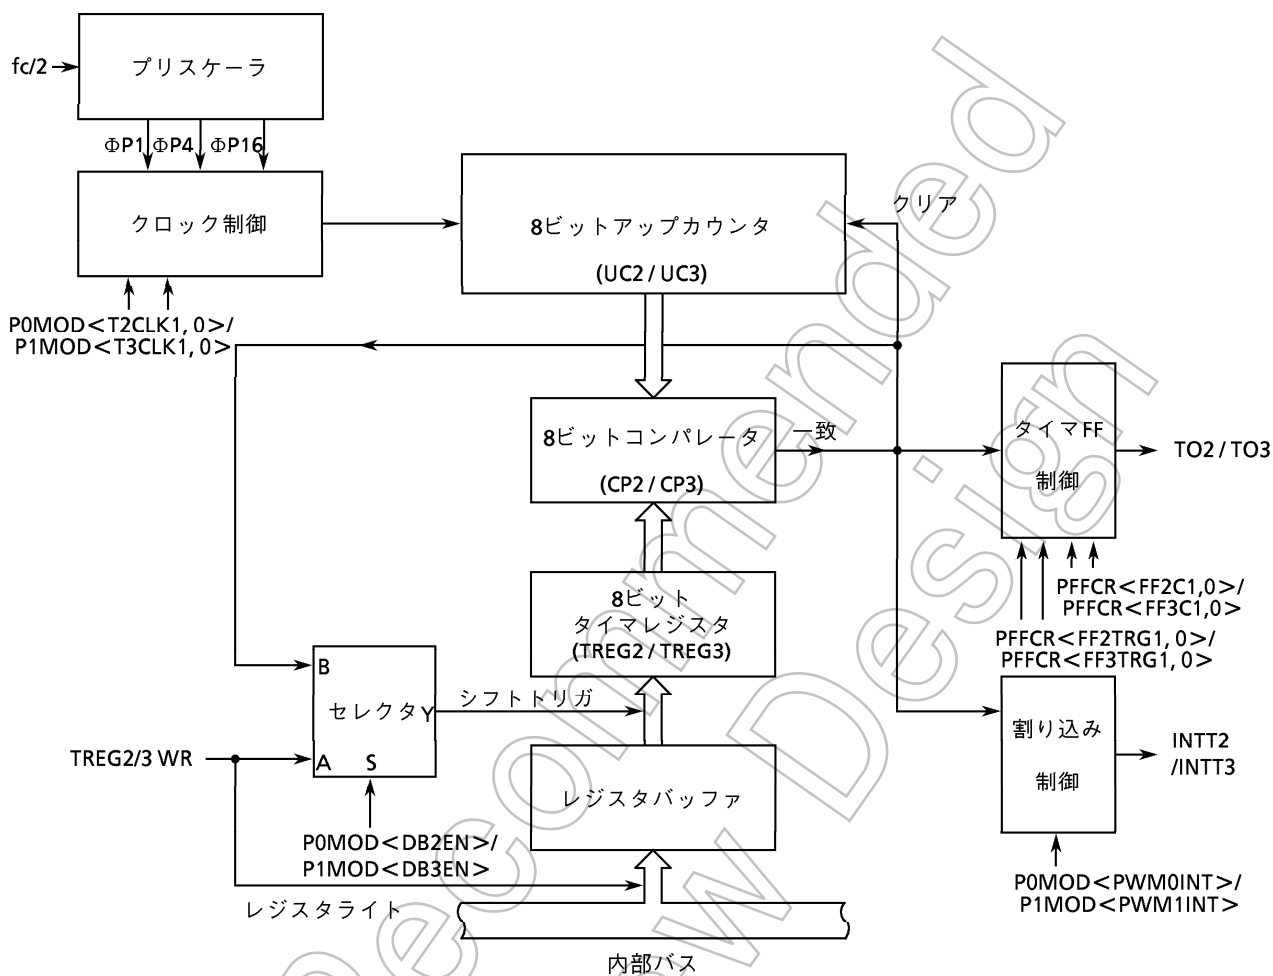 fc/2
プリスケーラ
ΦP1 ΦP4 ΦP16
クロック制御
8ビットアップカウンタ
(UC2 / UC3)
クリア
P0MOD<T2CLK1, 0>/
P1MOD<T3CLK1, 0>
8ビットコンパレータ
(CP2 / CP3)
一致
タイマFF
制御
TO2 / TO3
8ビット
タイマレジスタ
(TREG2 / TREG3)
PFFCR<FF2C1,0>/
PFFCR<FF3C1,0>
PFFCR<FF2TRG1, 0>/
PFFCR<FF3TRG1, 0>
B
セレクタ Y
A S
シフトトリガ
TREG2/3 WR
レジスタバッファ
割り込み
制御
INTT2
/INTT3
P0MOD<DB2EN>/
P1MOD<DB3EN>
P0MOD<PWM0INT>/
P1MOD<PWM1INT>
レジスタライト
内部バス
Recommended
w Design